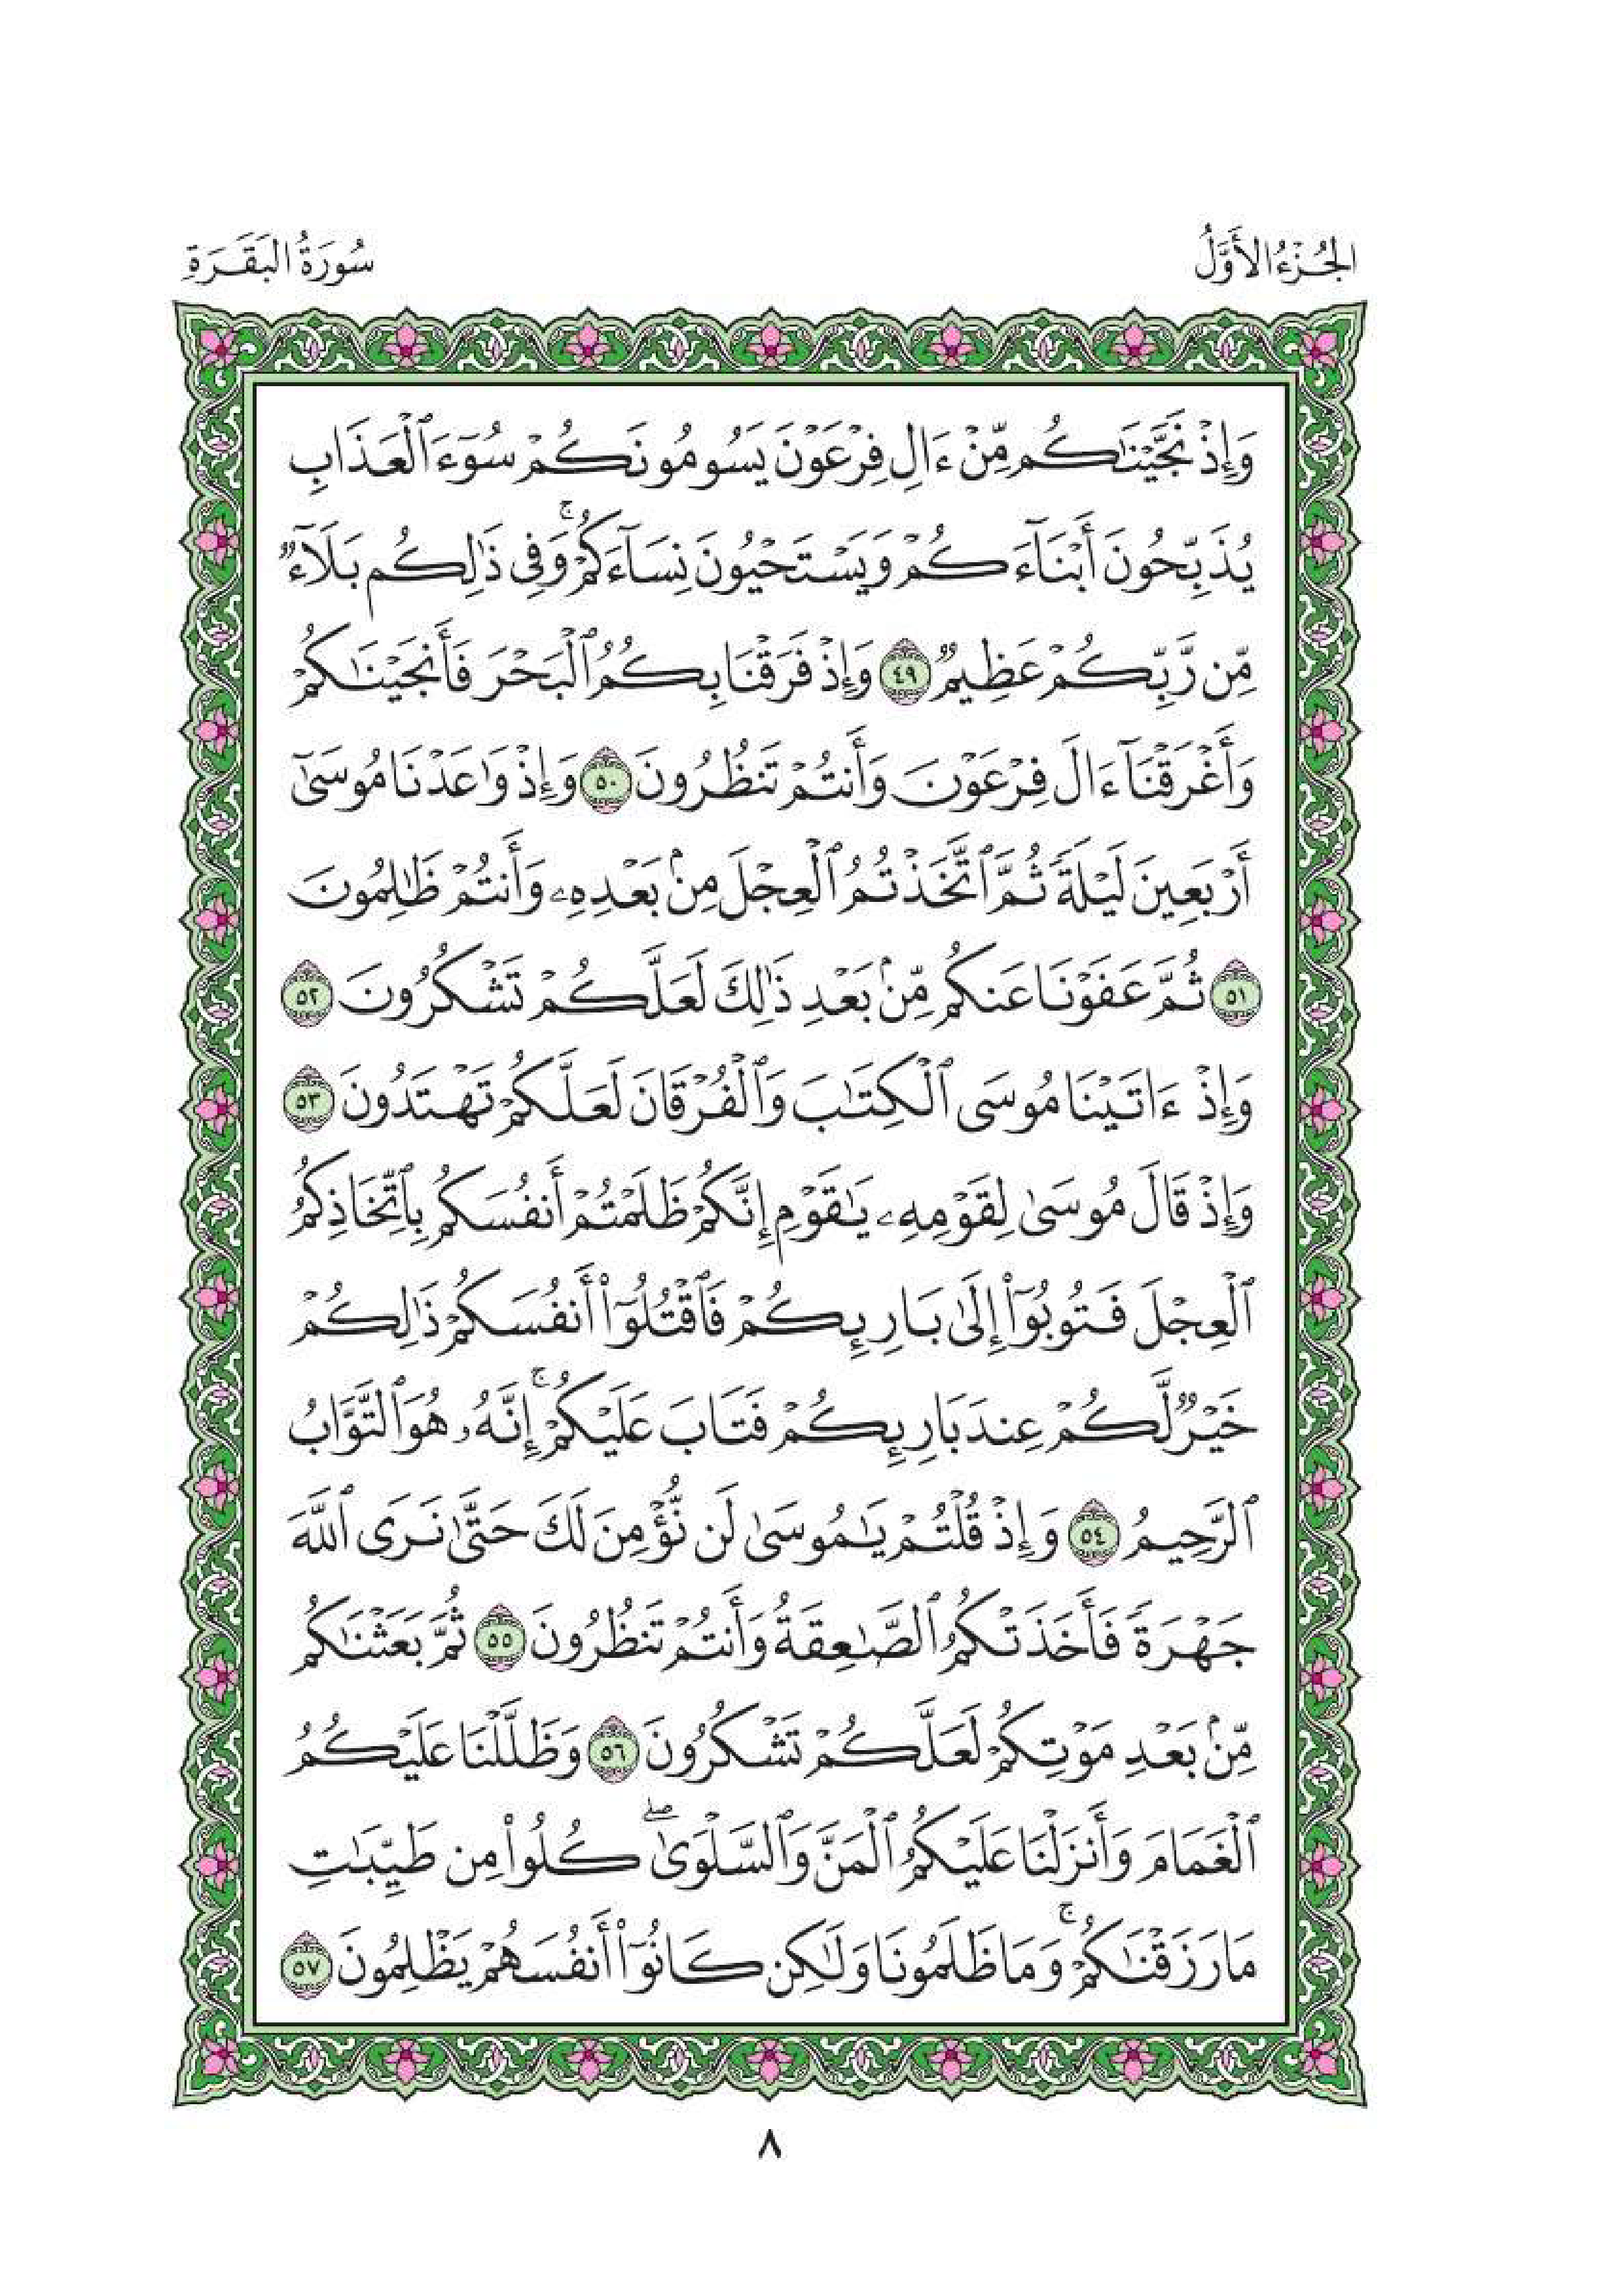 الجُزْءُ الأَوَّلُ
سُورَةُ البَقَرَةِ
وَإِذْ نَجَّيْنَٰكُم مِّنْ ءَالِ فِرْعَوْنَ يَسُومُونَكُمْ سُوٓءَ ٱلْعَذَابِ
يُذَبِّحُونَ أَبْنَآءَكُمْ وَيَسْتَحْيُونَ نِسَآءَكُمْ ۚ وَفِى ذَٰلِكُم بَلَآءٌ
مِّن رَّبِّكُمْ عَظِيمٌ ٤٩ وَإِذْ فَرَقْنَا بِكُمُ ٱلْبَحْرَ فَأَنجَيْنَٰكُمْ
وَأَغْرَقْنَآ ءَالَ فِرْعَوْنَ وَأَنتُمْ تَنظُرُونَ ٥٠ وَإِذْ وَٰعَدْنَا مُوسَىٰٓ
أَرْبَعِينَ لَيْلَةً ثُمَّ ٱتَّخَذْتُمُ ٱلْعِجْلَ مِنۢ بَعْدِهِۦ وَأَنتُمْ ظَٰلِمُونَ
٥١ ثُمَّ عَفَوْنَا عَنكُم مِّنۢ بَعْدِ ذَٰلِكَ لَعَلَّكُمْ تَشْكُرُونَ ٥٢
وَإِذْ ءَاتَيْنَا مُوسَى ٱلْكِتَٰبَ وَٱلْفُرْقَانَ لَعَلَّكُمْ تَهْتَدُونَ ٥٣
وَإِذْ قَالَ مُوسَىٰ لِقَوْمِهِۦ يَٰقَوْمِ إِنَّكُمْ ظَلَمْتُمْ أَنفُسَكُم بِٱتِّخَاذِكُمُ
ٱلْعِجْلَ فَتُوبُوٓا۟ إِلَىٰ بَارِئِكُمْ فَٱقْتُلُوٓا۟ أَنفُسَكُمْ ذَٰلِكُمْ
خَيْرٌ لَّكُمْ عِندَ بَارِئِكُمْ فَتَابَ عَلَيْكُمْ ۚ إِنَّهُۥ هُوَ ٱلتَّوَّابُ
ٱلرَّحِيمُ ٥٤ وَإِذْ قُلْتُمْ يَٰمُوسَىٰ لَن نُّؤْمِنَ لَكَ حَتَّىٰ نَرَى ٱللَّهَ
جَهْرَةً فَأَخَذَتْكُمُ ٱلصَّٰعِقَةُ وَأَنتُمْ تَنظُرُونَ ٥٥ ثُمَّ بَعَثْنَٰكُم
مِّنۢ بَعْدِ مَوْتِكُمْ لَعَلَّكُمْ تَشْكُرُونَ ٥٦ وَظَلَّلْنَا عَلَيْكُمُ
ٱلْغَمَامَ وَأَنزَلْنَا عَلَيْكُمُ ٱلْمَنَّ وَٱلسَّلْوَىٰ ۖ كُلُوا۟ مِن طَيِّبَٰتِ
مَا رَزَقْنَٰكُمْ ۚ وَمَا ظَلَمُونَا وَلَٰكِن كَانُوٓا۟ أَنفُسَهُمْ يَظْلِمُونَ ٥٧
٨